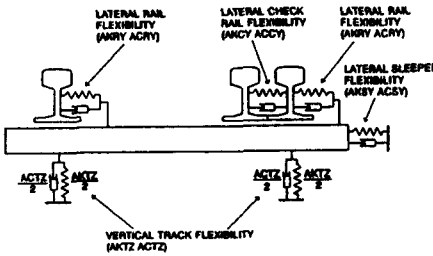 LATERAL RAIL
FLEXIBILITY
(AKRY ACRY)
LATERAL CHECK
RAIL FLEXIBILITY
(AKCY ACCY)
LATERAL RAIL
FLEXIBILITY
(AKRY ACRY)
LATERAL SLEEPER
FLEXIBILITY
(AKSY ACSY)
ACTZ
2
AKTZ
2
ACTZ
2
AKTZ
2
VERTICAL TRACK FLEXIBILITY
(AKTZ ACTZ)